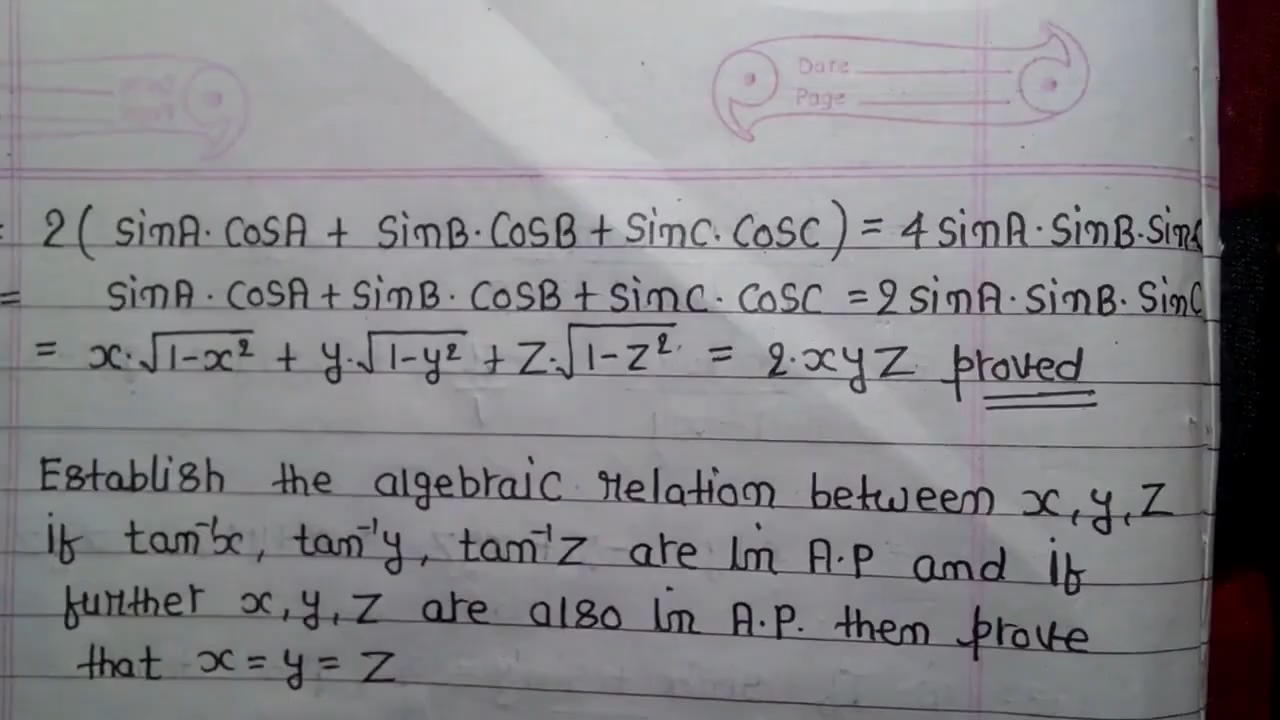 Date
Page
2( sinA. cosA + sinB. cosB + sinC. cosC ) = 4 sinA. sinB. sinC
= sinA. cosA + sinB. cosB + sinC. cosC = 2 sinA. sinB. sinC
= x.√1-x² + y.√1-y² + z.√1-z² = 2.xyz proved
Establish the algebraic relation between x, y, z
if tan⁻¹x, tan⁻¹y, tan⁻¹z are in A.P and if
further x, y, z are also in A.P. then prove
that x = y = z